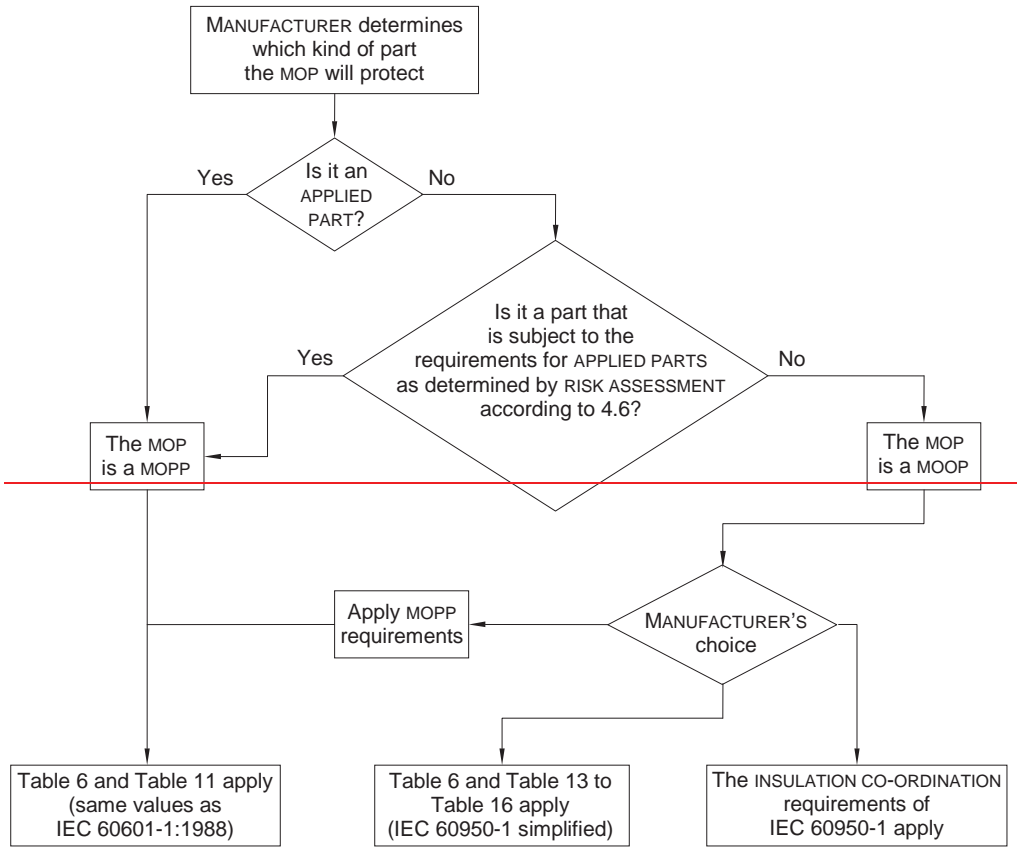 MANUFACTURER determines
which kind of part
the MOP will protect
Yes
Is it an
APPLIED
PART?
No
Is it a part that
is subject to the
requirements for APPLIED PARTS
as determined by RISK ASSESSMENT
according to 4.6?
Yes
No
The MOP
is a MOPP
The MOP
is a MOOP
Apply MOPP
requirements
MANUFACTURER'S
choice
Table 6 and Table 11 apply
(same values as
IEC 60601-1:1988)
Table 6 and Table 13 to
Table 16 apply
(IEC 60950-1 simplified)
The INSULATION CO-ORDINATION
requirements of
IEC 60950-1 apply